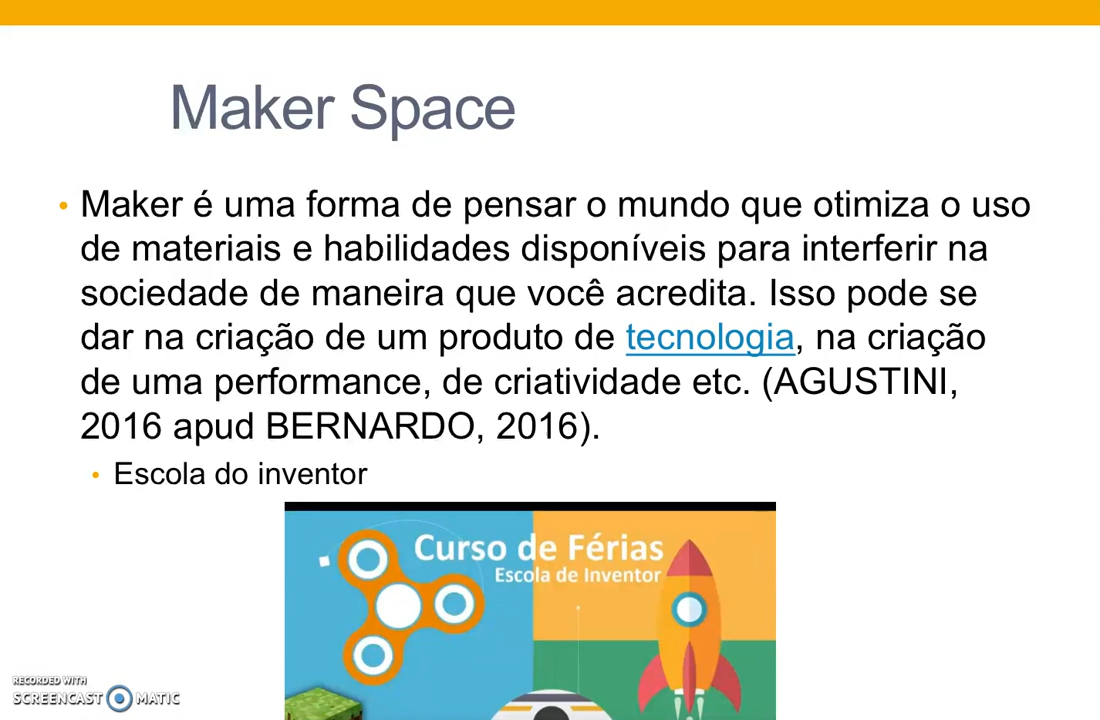 Maker Space
• Maker é uma forma de pensar o mundo que otimiza o uso
de materiais e habilidades disponíveis para interferir na
sociedade de maneira que você acredita. Isso pode se
dar na criação de um produto de tecnologia, na criação
de uma performance, de criatividade etc. (AGUSTINI,
2016 apud BERNARDO, 2016).
• Escola do inventor
Curso de Férias
Escola de Inventor
RECORDED WITH
SCREENCAST MATIC